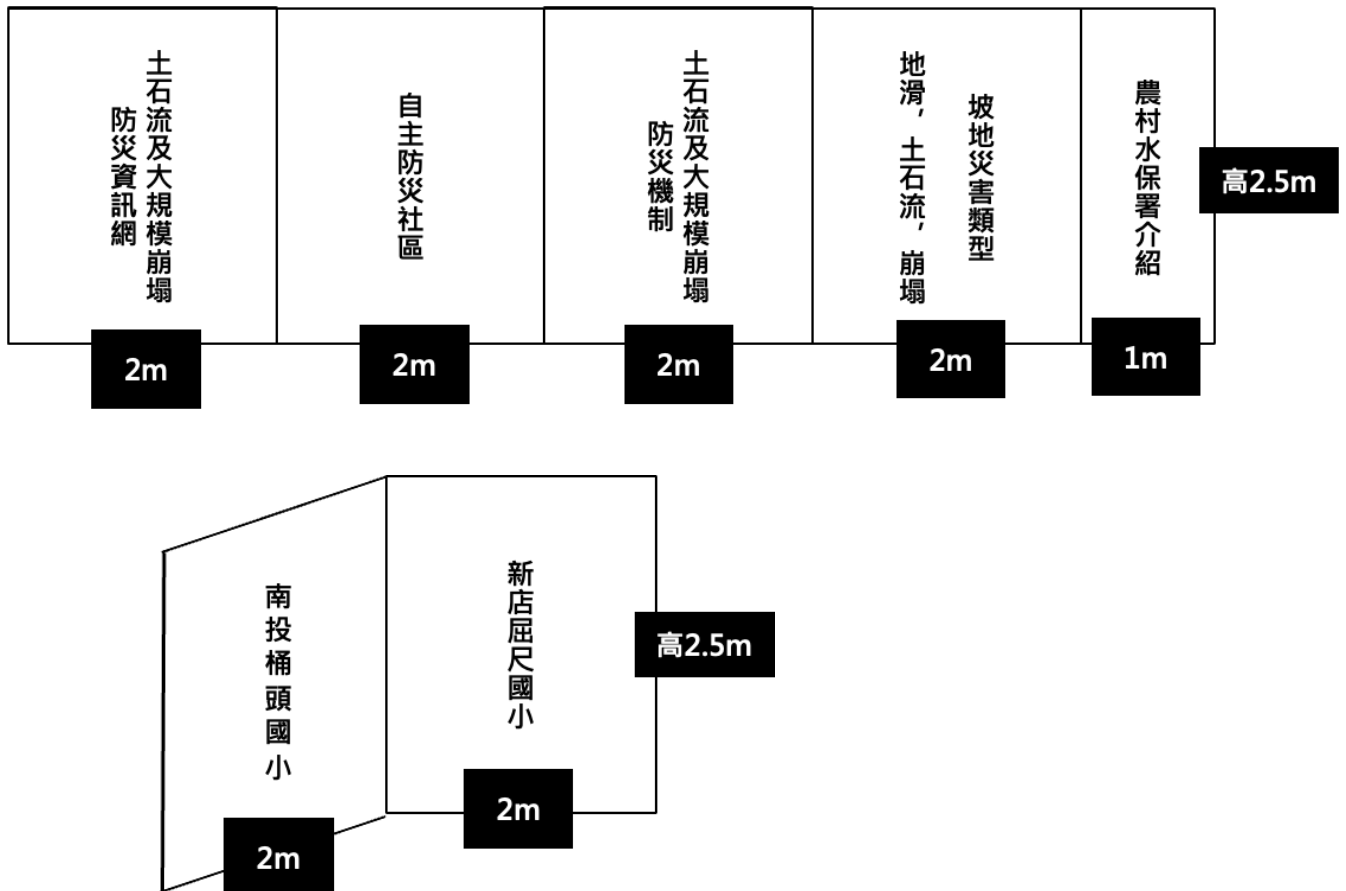 土石流及大規模崩塌
防災資訊網
自主防災社區
土石流及大規模崩塌
防災機制
坡地災害類型
地滑，土石流，崩塌
農村水保署介紹
高2.5m
2m
2m
2m
2m
1m
南投桶頭國小
新店屈尺國小
高2.5m
2m
2m